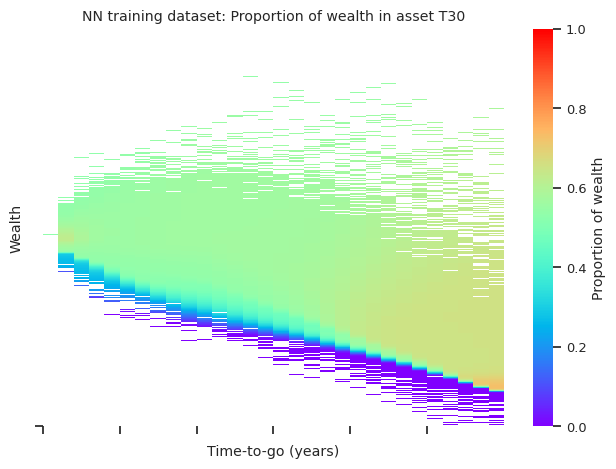 NN training dataset: Proportion of wealth in asset T30
Wealth
Time-to-go (years)
1.0
0.8
0.6
0.4
0.2
0.0
Proportion of wealth